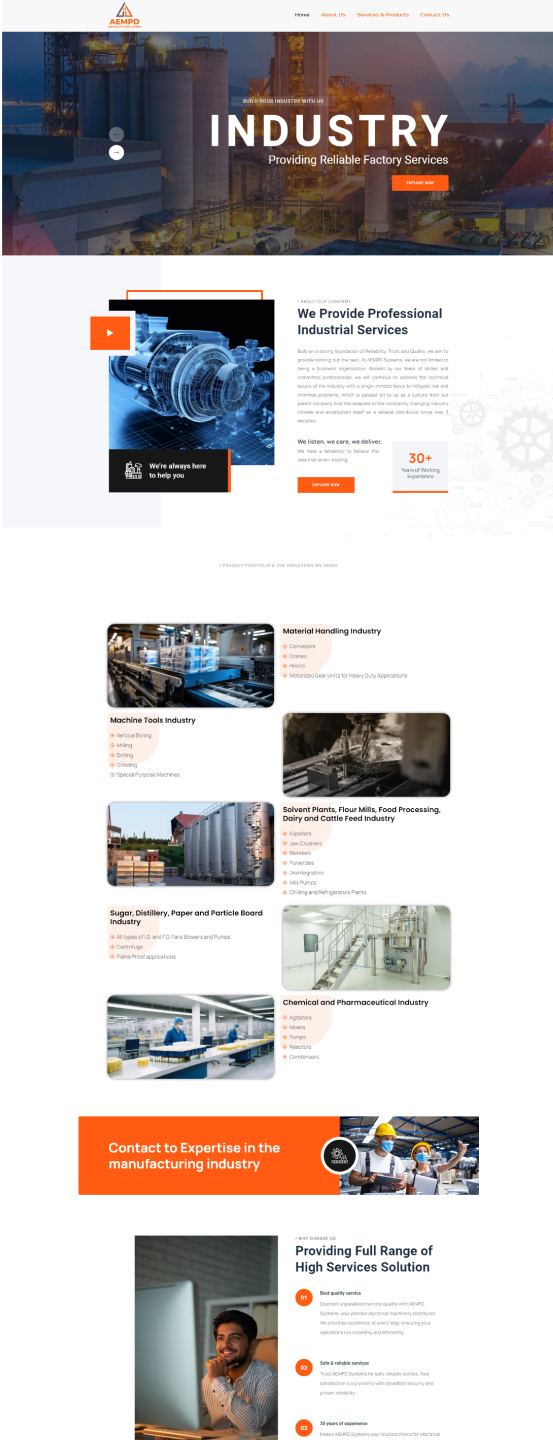 AEMPD
Home About Us Services & Products Contact Us
BUILD YOUR INDUSTRY WITH US
INDUSTRY
Providing Reliable Factory Services
EXPLORE NOW
/ ABOUT OUR COMPANY
We Provide Professional
Industrial Services
Built on a strong foundation of Reliability, Trust and Quality, we aim to
provide nothing but the best. At AEMPD Systems, we are not limited to
being a business organisation. Backed by our team of skilled and
committed professionals, we will continue to address the technical
issues of the industry with a single-minded focus to mitigate risk and
minimise problems, which is passed on to us as a culture from our
parent company that has adapted to the constantly changing industry
climate and established itself as a reliable distributor since over 3
decades.
We listen, we care, we deliver.
We have a tendency to believe the
idea that smart-looking
EXPLORE NOW
30+
Years of Working
Experience
We're always here
to help you
/ PRODUCT PORTFOLIO & THE INDUSTRIES WE SERVE
Material Handling Industry
Conveyors
Cranes
Hoists
Motorized Gear Units for Heavy Duty Applications
Machine Tools Industry
Vertical Boring
Milling
Drilling
Grinding
Special Purpose Machines
Solvent Plants, Flour Mills, Food Processing,
Dairy and Cattle Feed Industry
Expellers
Jaw Crushers
Blenders
Pulverizes
Disintegrators
Milk Pumps
Chilling and Refrigerators Plants
Sugar, Distillery, Paper and Particle Board
Industry
All types of I.D. and F.D. Fans Blowers and Pumps
Centrifuge
Flame Proof applications
Chemical and Pharmaceutical Industry
Agitators
Mixers
Pumps
Reactors
Condensers
Contact to Expertise in the
manufacturing industry
/ WHY CHOOSE US
Providing Full Range of
High Services Solution
01 Best quality service
Discover unparalleled service quality with AEMPD
Systems, your premier electrical machinery distributor.
We prioritise excellence at every step, ensuring your
operations run smoothly and efficiently.
02 Safe & reliable services
Trust AEMPD Systems for safe, reliable service. Your
satisfaction is our priority with steadfast security and
proven reliability.
03 30 years of experience
Makes AEMPD Systems your trusted choice for electrical